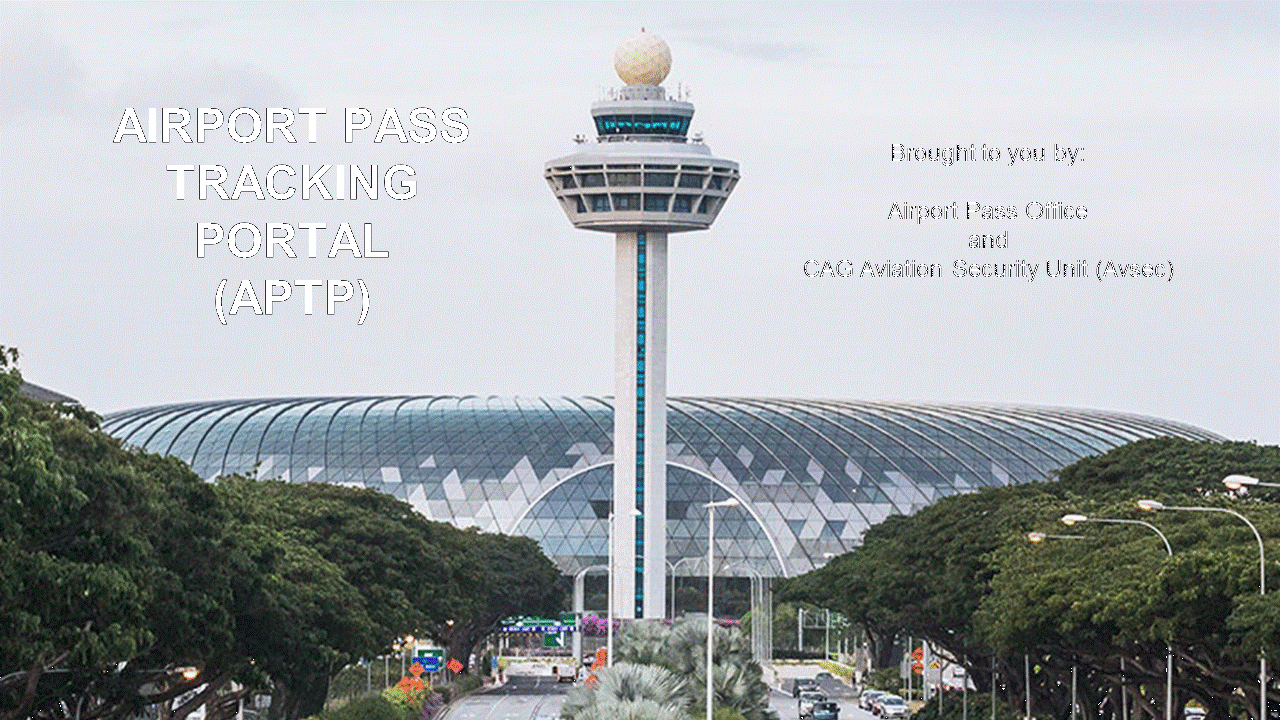 AIRPORT PASS
TRACKING
PORTAL
(APTP)
Brought to you by:
Airport Pass Office
and
CAG Aviation Security Unit (Avsec)